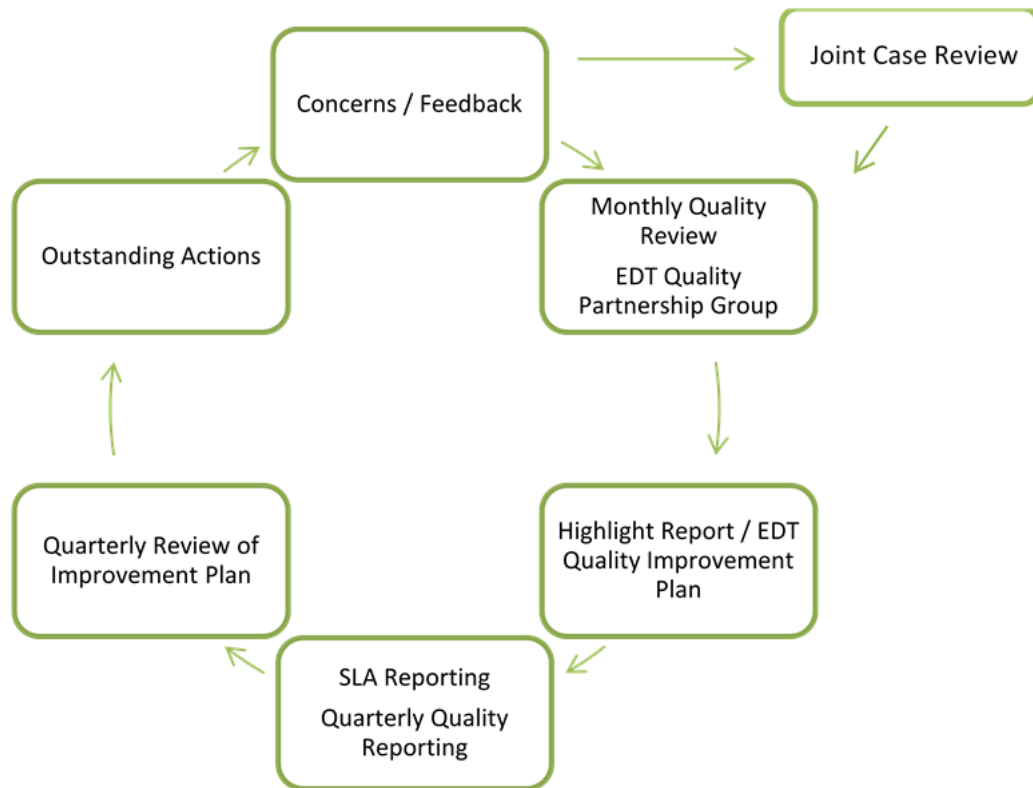 Concerns / Feedback
Joint Case Review
Monthly Quality
Review
EDT Quality
Partnership Group
Highlight Report / EDT
Quality Improvement
Plan
SLA Reporting
Quarterly Quality
Reporting
Quarterly Review of
Improvement Plan
Outstanding Actions